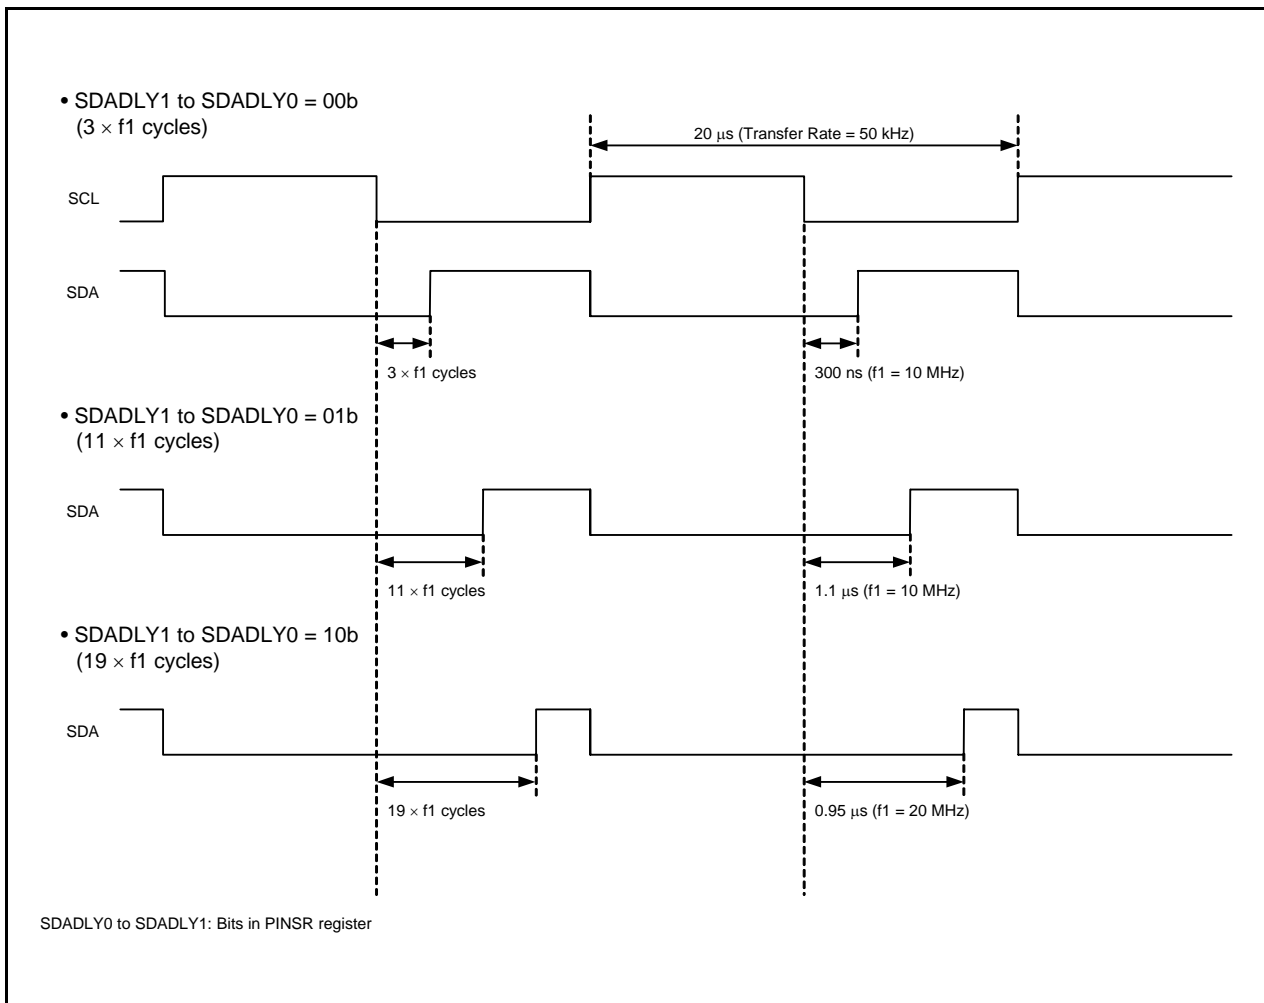 • SDADLY1 to SDADLY0 = 00b
(3 × f1 cycles)
20 μs (Transfer Rate = 50 kHz)
SCL
SDA
3 × f1 cycles
300 ns (f1 = 10 MHz)
• SDADLY1 to SDADLY0 = 01b
(11 × f1 cycles)
SDA
11 × f1 cycles
1.1 μs (f1 = 10 MHz)
• SDADLY1 to SDADLY0 = 10b
(19 × f1 cycles)
SDA
19 × f1 cycles
0.95 μs (f1 = 20 MHz)
SDADLY0 to SDADLY1: Bits in PINSR register